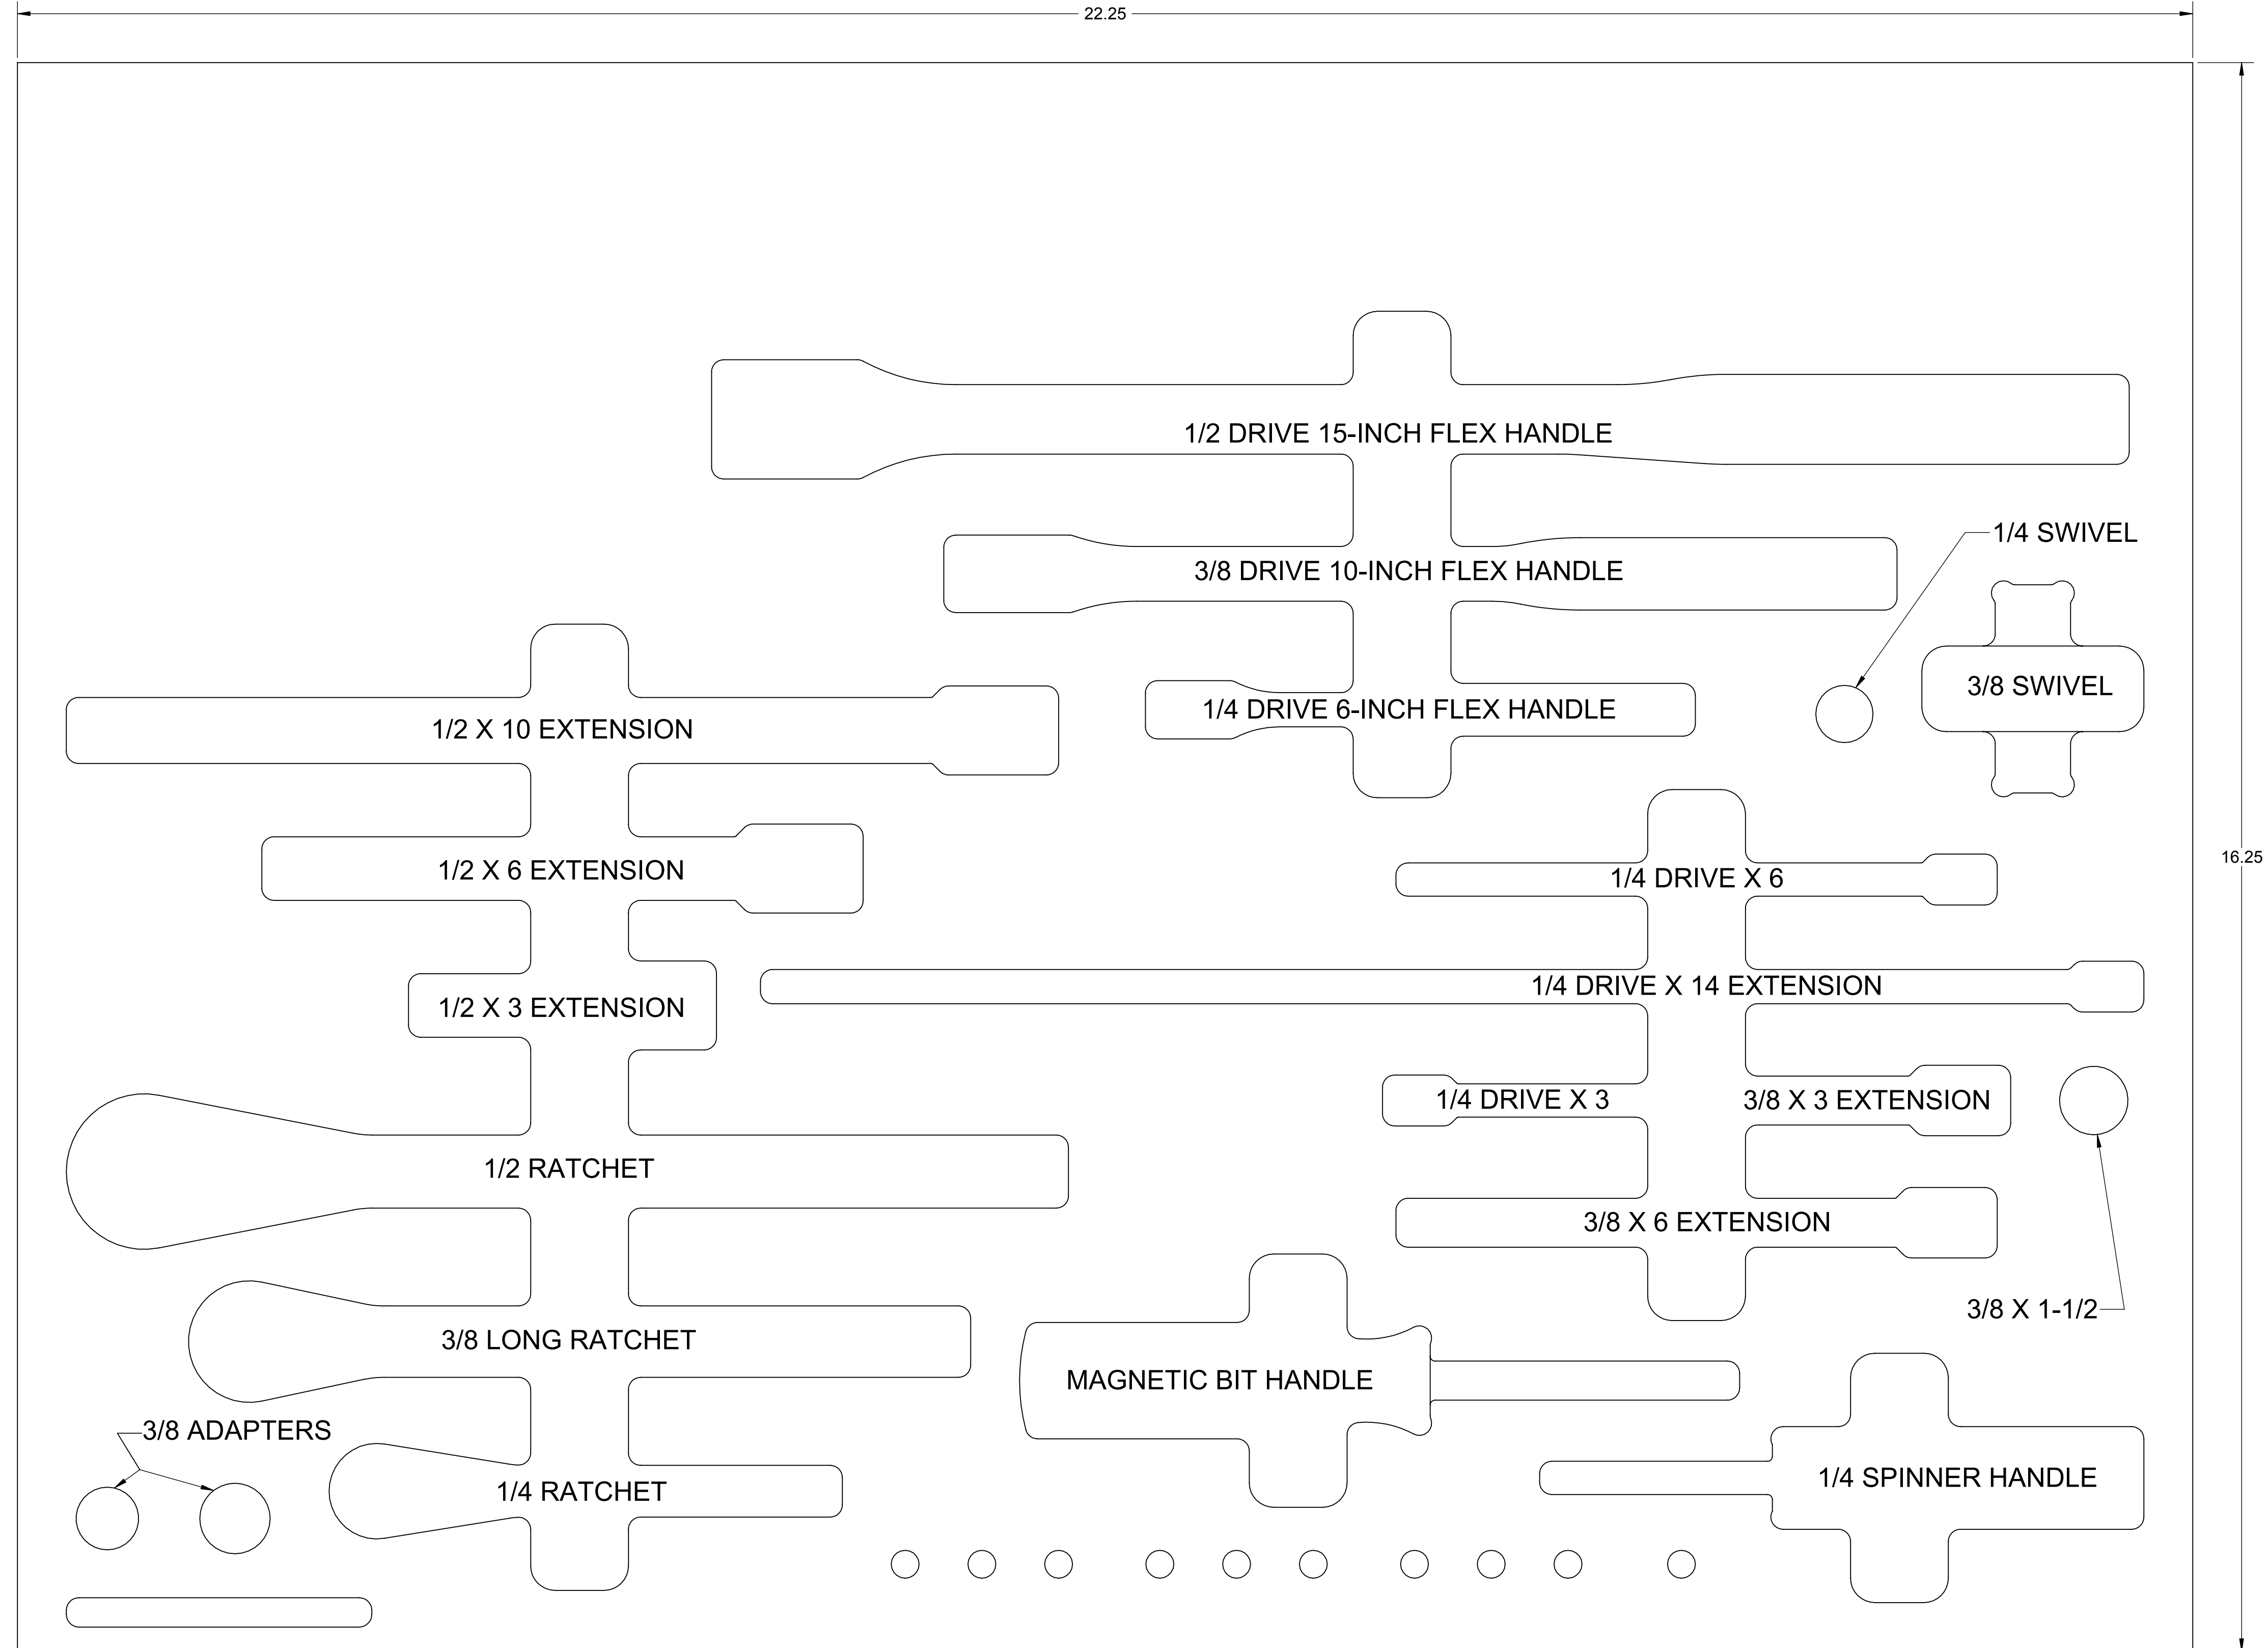 22.25
1/2 DRIVE 15-INCH FLEX HANDLE
1/4 SWIVEL
3/8 DRIVE 10-INCH FLEX HANDLE
3/8 SWIVEL
1/4 DRIVE 6-INCH FLEX HANDLE
1/2 X 10 EXTENSION
16.25
1/2 X 6 EXTENSION
1/4 DRIVE X 6
1/4 DRIVE X 14 EXTENSION
1/2 X 3 EXTENSION
1/4 DRIVE X 3
3/8 X 3 EXTENSION
1/2 RATCHET
3/8 X 6 EXTENSION
3/8 X 1-1/2
3/8 LONG RATCHET
MAGNETIC BIT HANDLE
3/8 ADAPTERS
1/4 SPINNER HANDLE
1/4 RATCHET